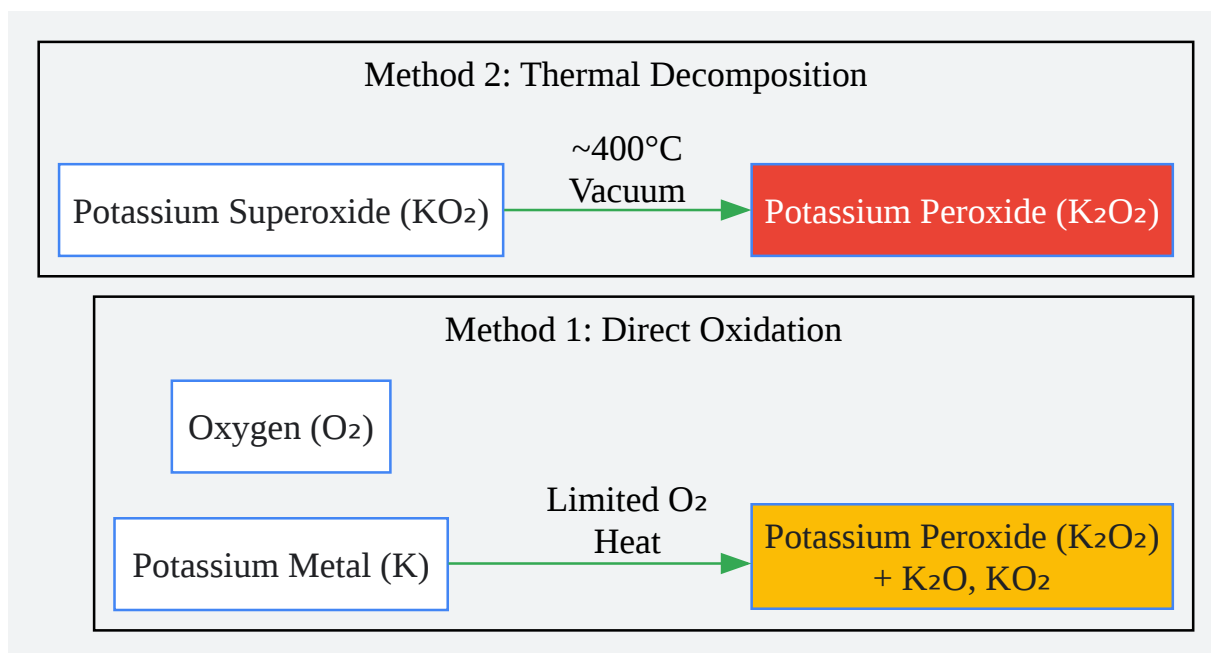 Method 2: Thermal Decomposition
~400°C
Vacuum
Potassium Superoxide (KO₂)
Potassium Peroxide (K₂O₂)
Method 1: Direct Oxidation
Oxygen (O₂)
Limited O₂
Heat
Potassium Metal (K)
Potassium Peroxide (K₂O₂)
+ K₂O, KO₂